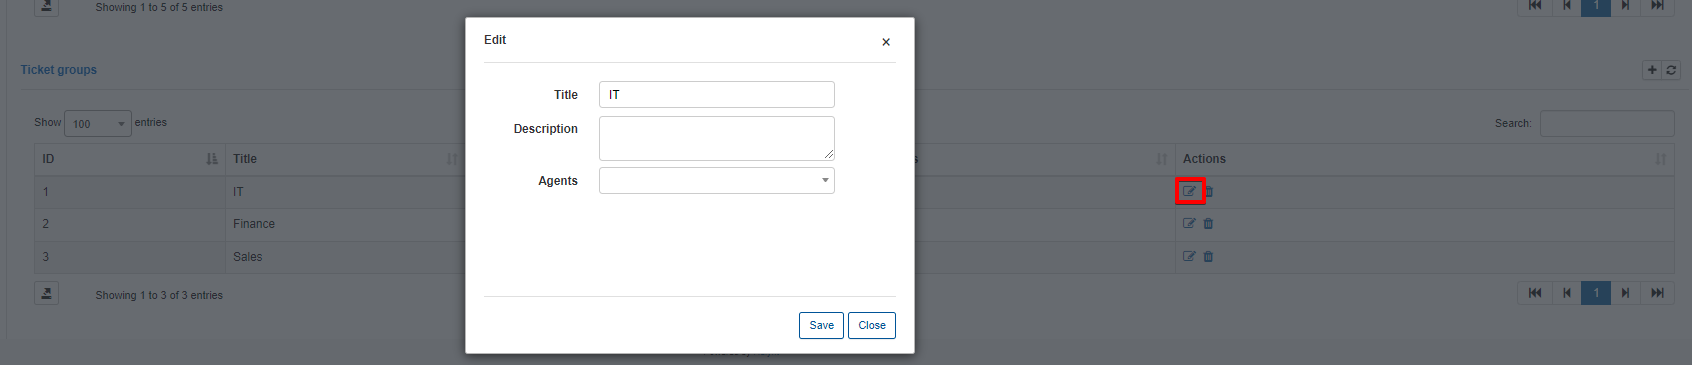 Showing 1 to 5 of 5 entries
1
Edit
×
Ticket groups
Title IT
Show 100 entries
Search:
Description
ID Title s Actions
Agents
1 IT
2 Finance
3 Sales
Showing 1 to 3 of 3 entries
1
Save Close